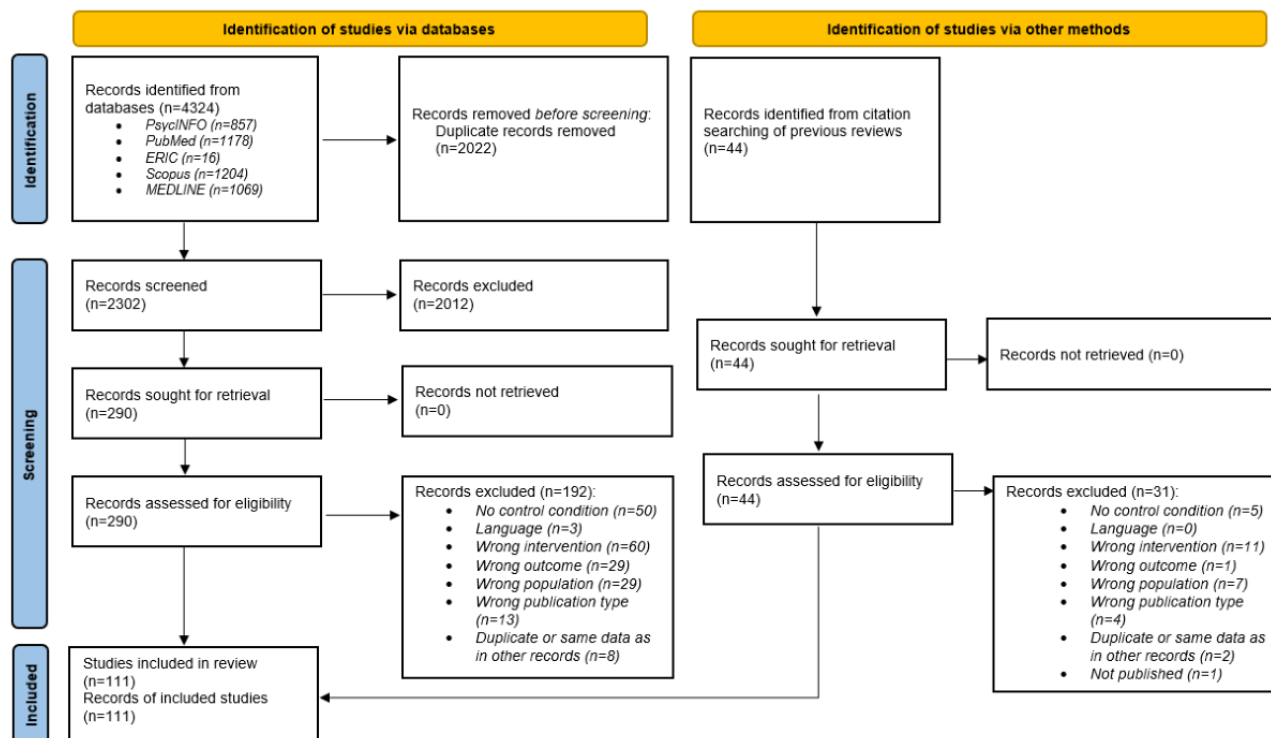 Identification of studies via databases
Identification of studies via other methods
Identification
Records identified from
databases (n=4324)
• PsycINFO (n=857)
• PubMed (n=1178)
• ERIC (n=16)
• Scopus (n=1204)
• MEDLINE (n=1069)
Records removed before screening:
Duplicate records removed
(n=2022)
Records identified from citation
searching of previous reviews
(n=44)
Screening
Records screened
(n=2302)
Records excluded
(n=2012)
Records sought for retrieval
(n=290)
Records not retrieved
(n=0)
Records sought for retrieval
(n=44)
Records not retrieved (n=0)
Records assessed for eligibility
(n=290)
Records excluded (n=192):
• No control condition (n=50)
• Language (n=3)
• Wrong intervention (n=60)
• Wrong outcome (n=29)
• Wrong population (n=29)
• Wrong publication type
(n=13)
• Duplicate or same data as
in other records (n=8)
Records assessed for eligibility
(n=44)
Records excluded (n=31):
• No control condition (n=5)
• Language (n=0)
• Wrong intervention (n=11)
• Wrong outcome (n=1)
• Wrong population (n=7)
• Wrong publication type
(n=4)
• Duplicate or same data as
in other records (n=2)
• Not published (n=1)
Included
Studies included in review
(n=111)
Records of included studies
(n=111)